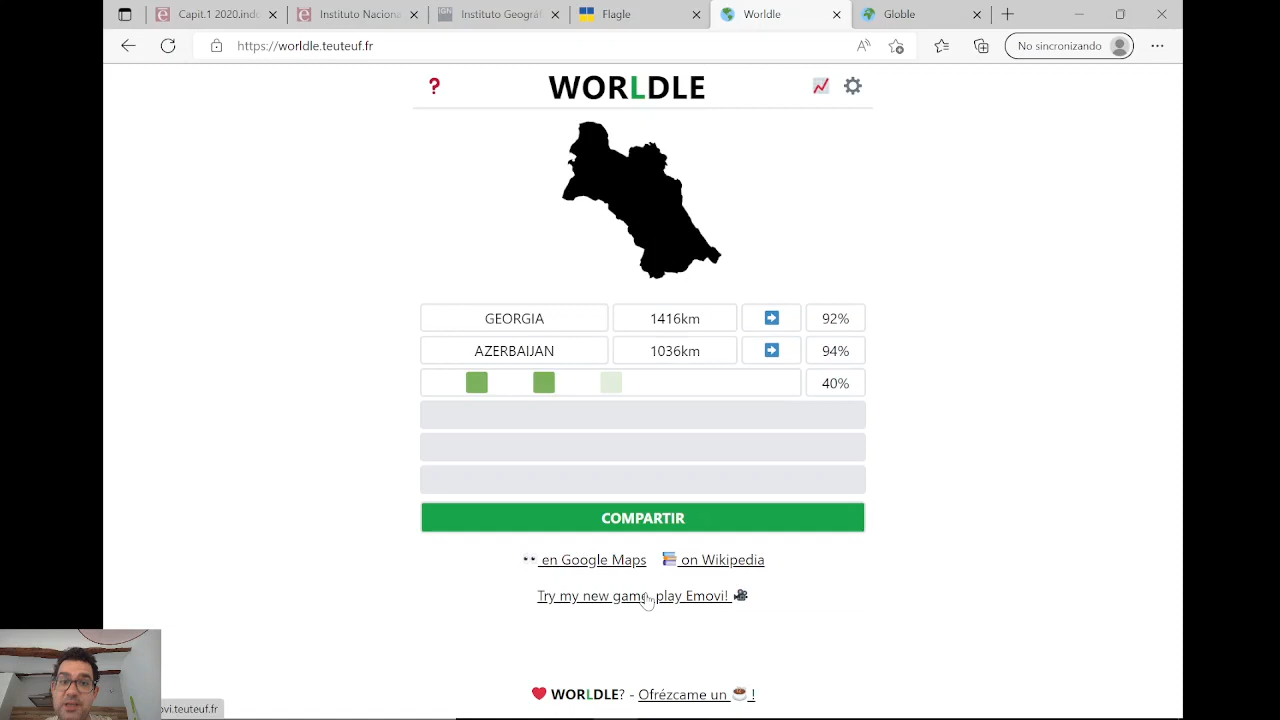 Capit.1 2020.indd
Instituto Naciona
Instituto Geográf
Flagle
Worldle
Globle
https://worldle.teuteuf.fr
No sincronizando
?
WORLDLE
GEORGIA 1416km 92%
AZERBAIJAN 1036km 94%
40%
COMPARTIR
en Google Maps on Wikipedia
Try my new game, play Emovi!
WORLDLE? - Ofrézcame un !
ovi.teuteuf.fr